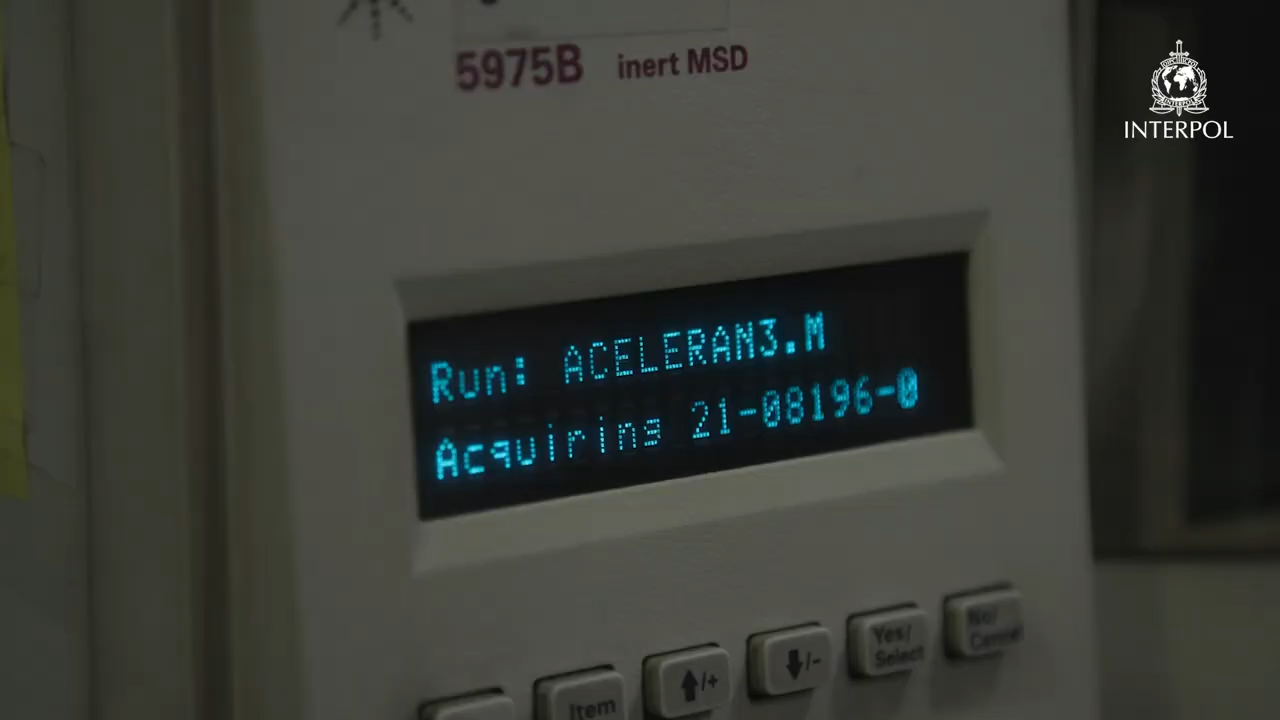 5975B inert MSD
INTERPOL
Run: ACELERAN3.M
Acquiring 21-08196-0
Item
↑/+
↓/-
Yes/
Select
No/
Cancel